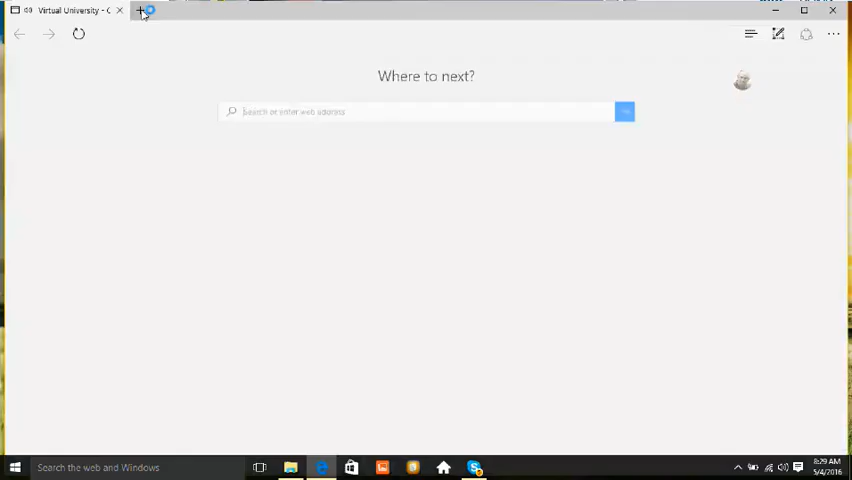 Virtual University - C
Where to next?
Search or enter web address
Search the web and Windows
8:29 AM
5/4/2016